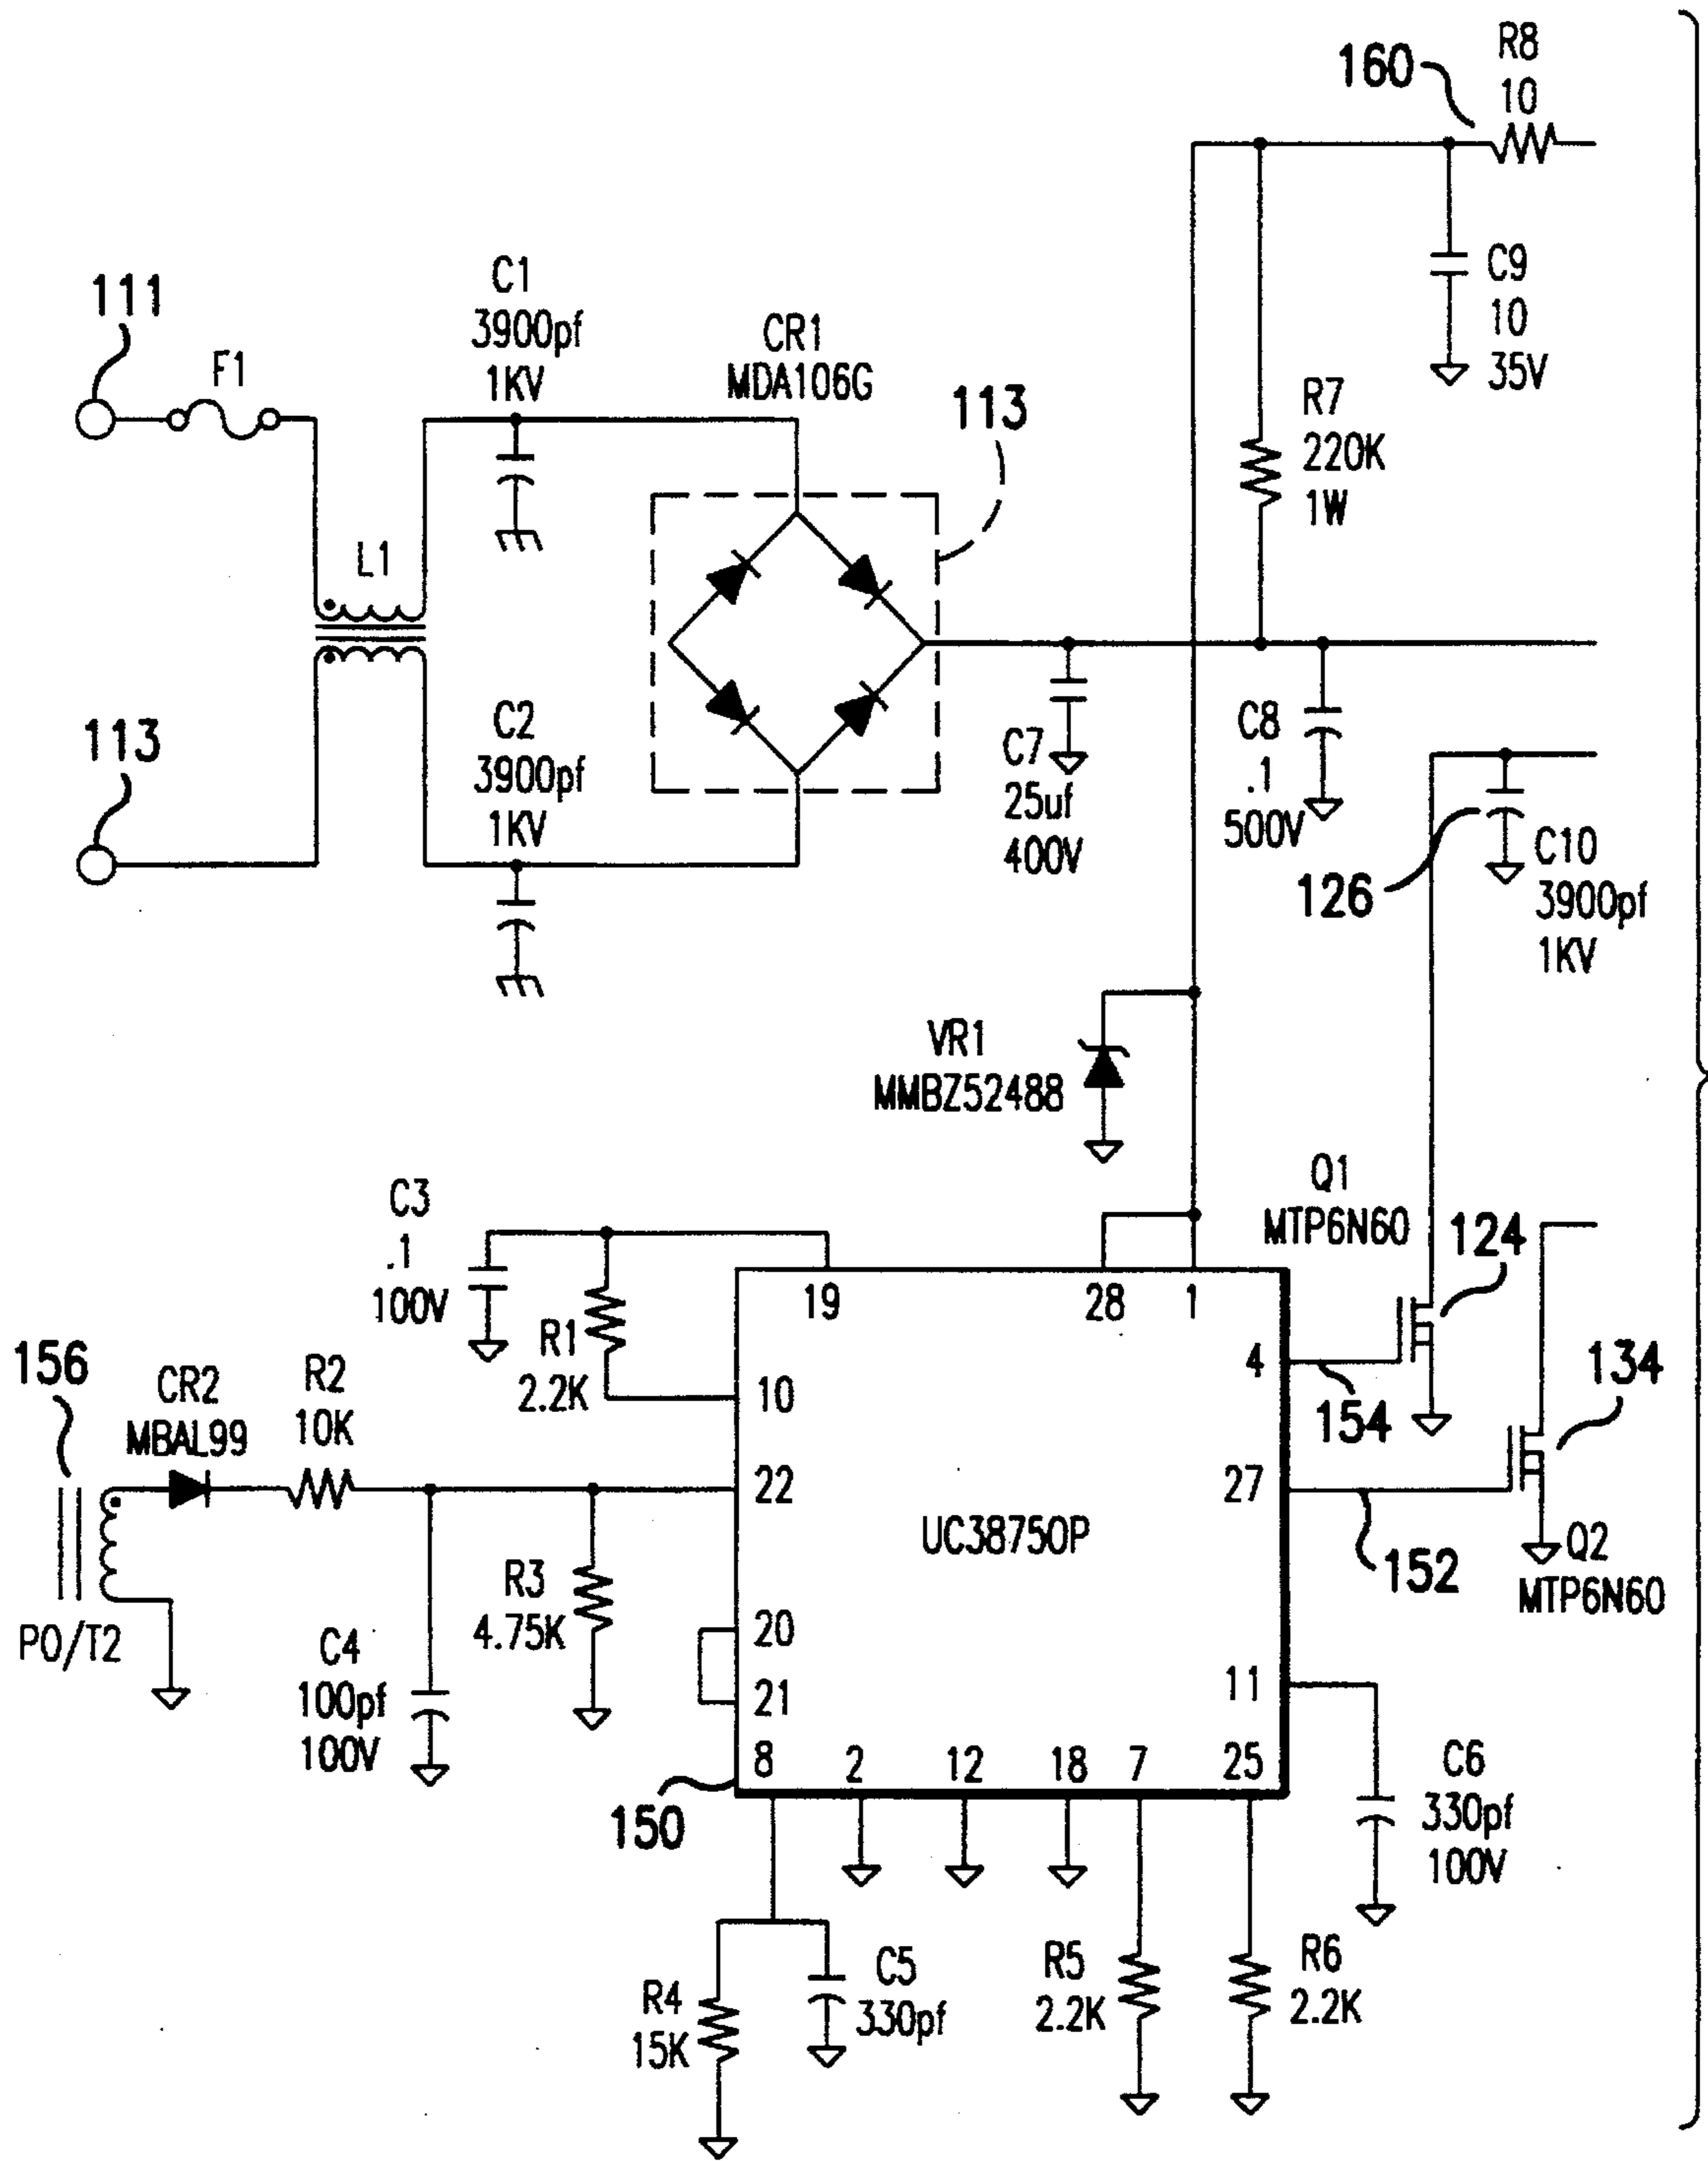 R8
10
160
C9
10
35V
C1
3900pf
1KV
CR1
MDA106G
111
F1
113
R7
220K
1W
L1
113
C2
3900pf
1KV
C7
25uf
400V
C8
.1
500V
126
C10
3900pf
1KV
VR1
MMBZ52488
Q1
MTP6N60
124
C3
.1
100V
19
28
1
R1
2.2K
4
10
154
134
156
CR2
MBAL99
R2
10K
22
27
UC38750P
152
Q2
MTP6N60
R3
4.75K
20
21
PO/T2
C4
100pf
100V
11
8
2
12
18
7
25
150
C6
330pf
100V
R4
15K
C5
330pf
R5
2.2K
R6
2.2K